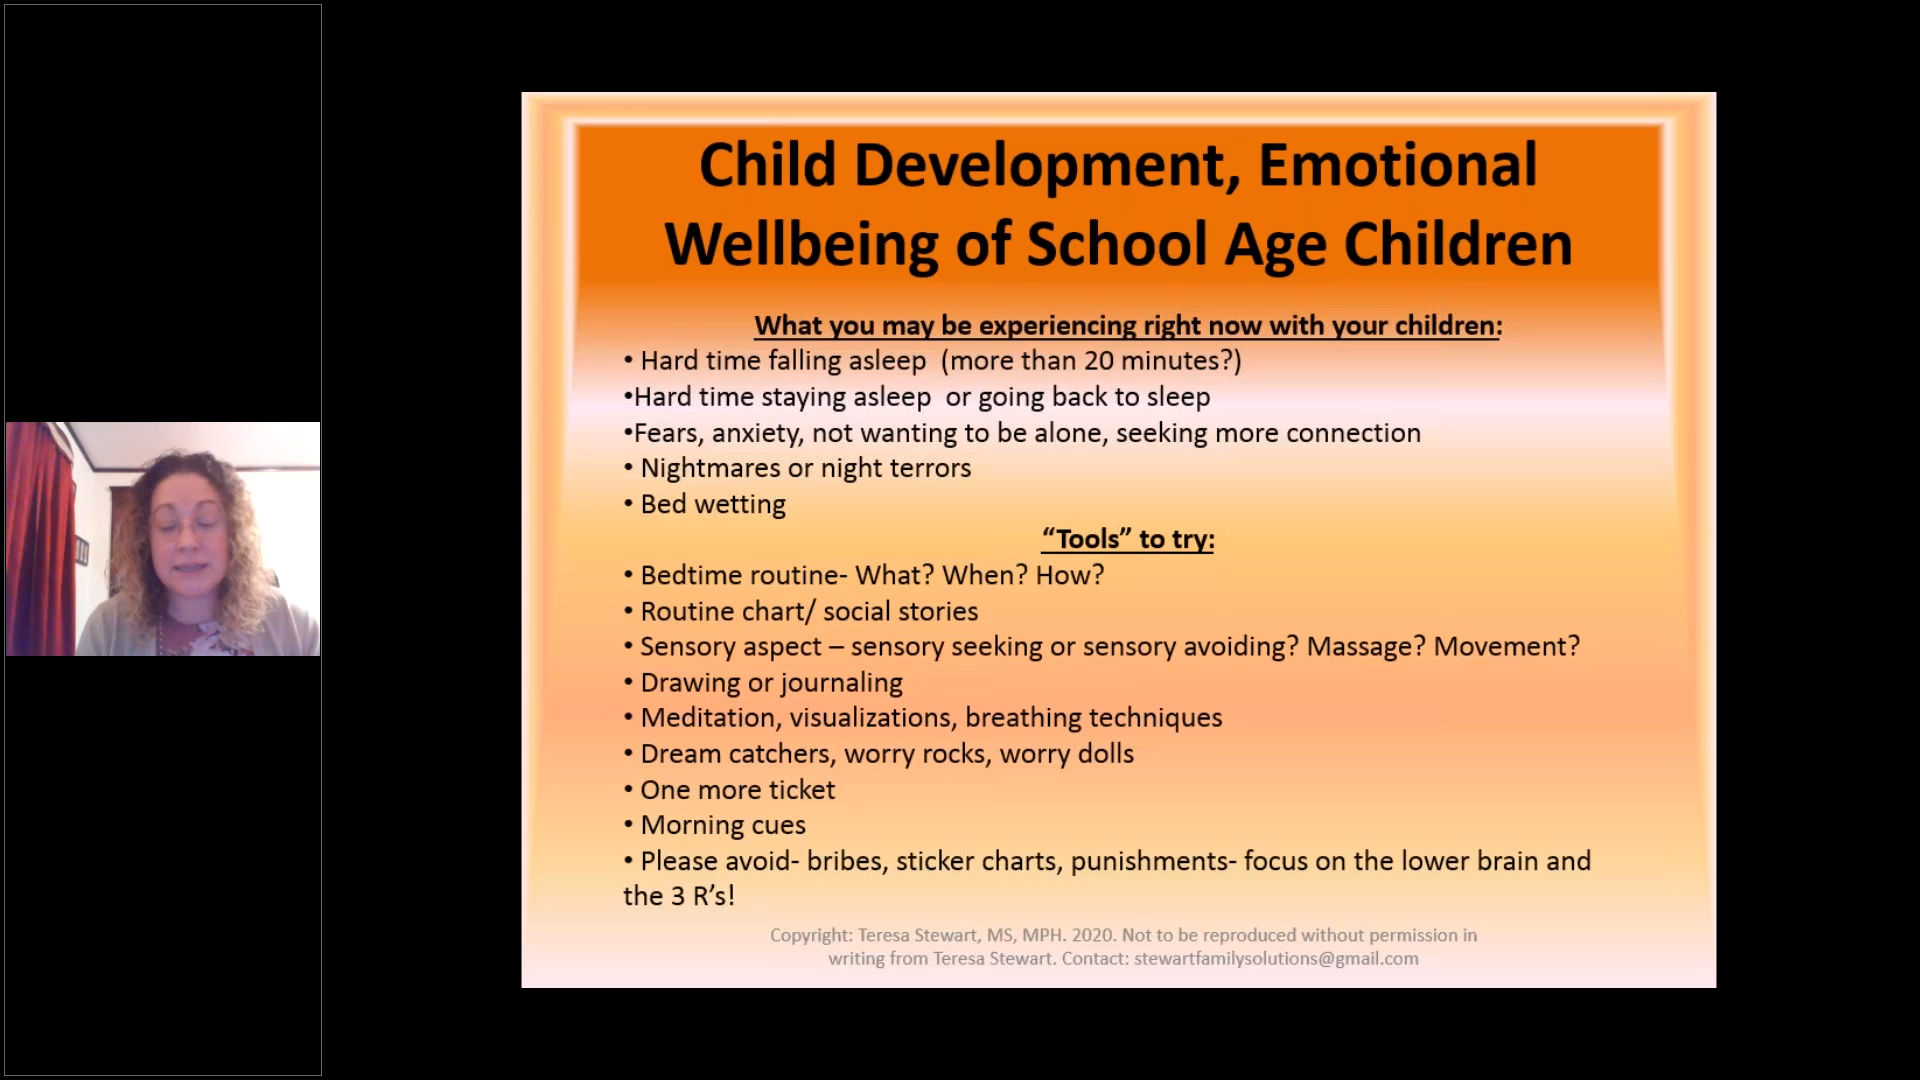 Child Development, Emotional
Wellbeing of School Age Children
What you may be experiencing right now with your children:
• Hard time falling asleep  (more than 20 minutes?)
•Hard time staying asleep  or going back to sleep
•Fears, anxiety, not wanting to be alone, seeking more connection
• Nightmares or night terrors
• Bed wetting
“Tools” to try:
• Bedtime routine- What? When? How?
• Routine chart/ social stories
• Sensory aspect – sensory seeking or sensory avoiding? Massage? Movement?
• Drawing or journaling
• Meditation, visualizations, breathing techniques
• Dream catchers, worry rocks, worry dolls
• One more ticket
• Morning cues
• Please avoid- bribes, sticker charts, punishments- focus on the lower brain and
the 3 R’s!
Copyright: Teresa Stewart, MS, MPH. 2020. Not to be reproduced without permission in
writing from Teresa Stewart. Contact: stewartfamilysolutions@gmail.com